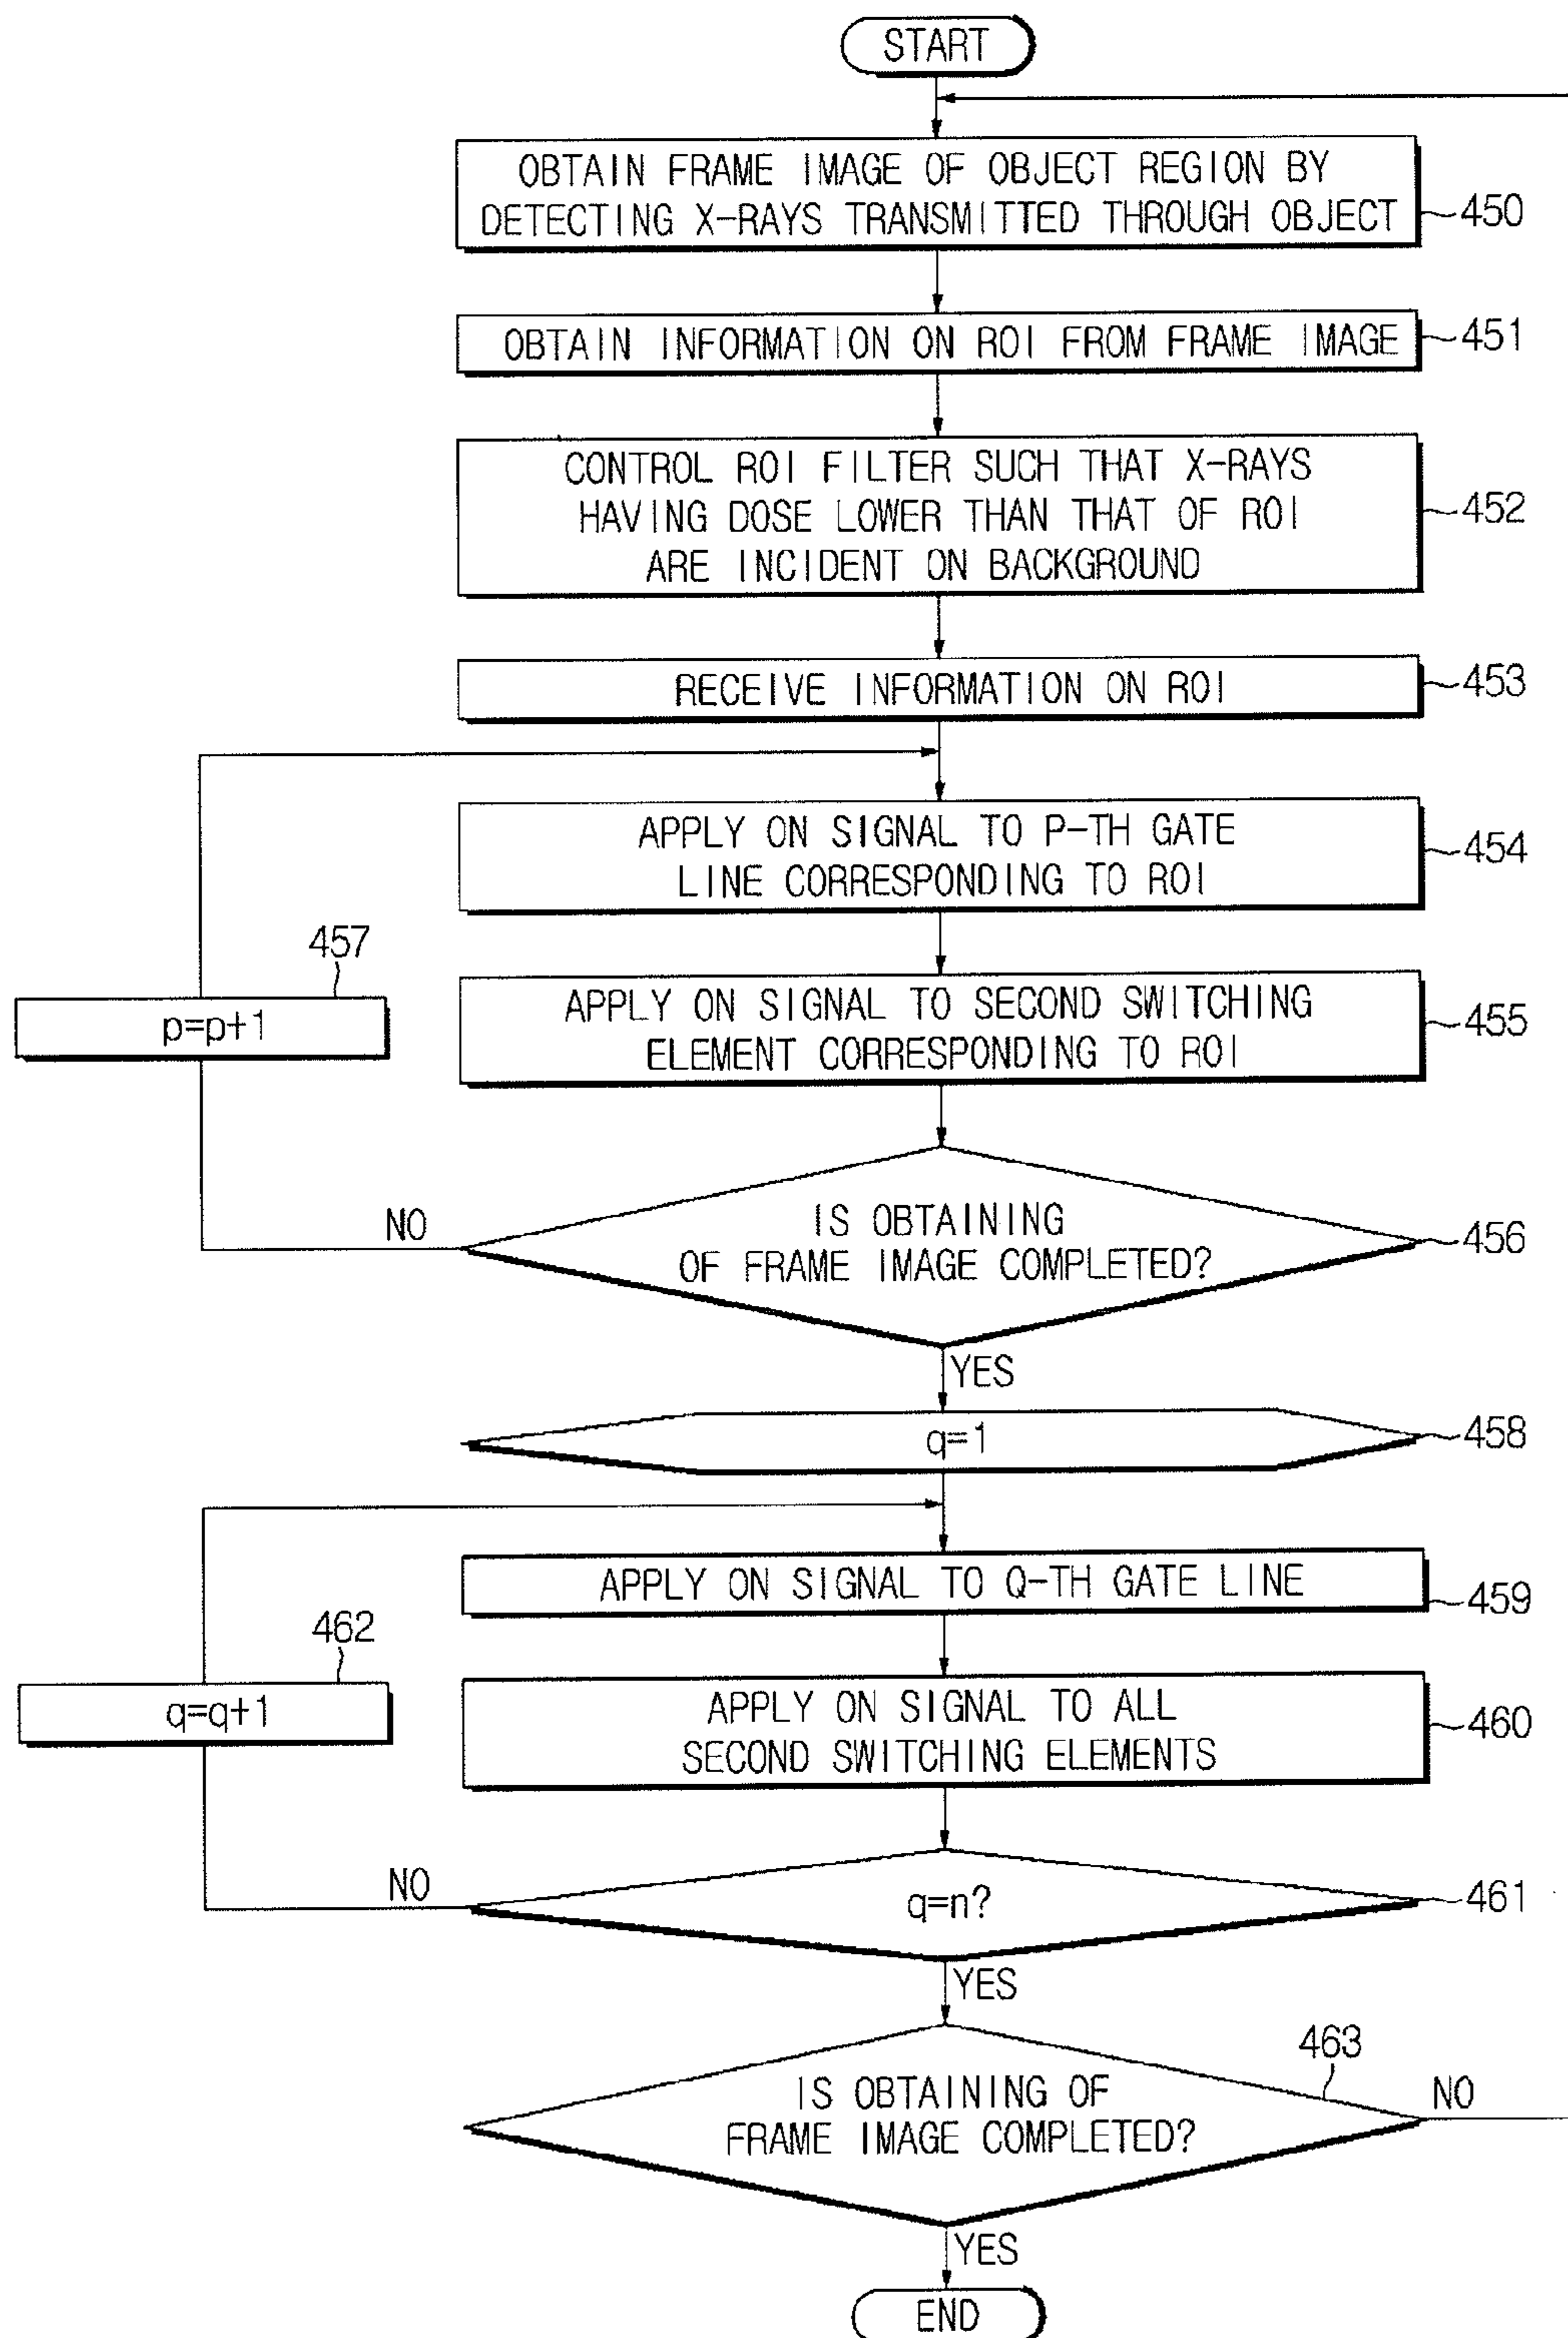 START
OBTAIN FRAME IMAGE OF OBJECT REGION BY
DETECTING X-RAYS TRANSMITTED THROUGH OBJECT
450
OBTAIN INFORMATION ON ROI FROM FRAME IMAGE
451
CONTROL ROI FILTER SUCH THAT X-RAYS
HAVING DOSE LOWER THAN THAT OF ROI
ARE INCIDENT ON BACKGROUND
452
RECEIVE INFORMATION ON ROI
453
APPLY ON SIGNAL TO P-TH GATE
LINE CORRESPONDING TO ROI
454
457
p=p+1
APPLY ON SIGNAL TO SECOND SWITCHING
ELEMENT CORRESPONDING TO ROI
455
NO
IS OBTAINING
OF FRAME IMAGE COMPLETED?
456
YES
q=1
458
APPLY ON SIGNAL TO Q-TH GATE LINE
459
462
q=q+1
APPLY ON SIGNAL TO ALL
SECOND SWITCHING ELEMENTS
460
NO
q=n?
461
YES
463
IS OBTAINING OF
FRAME IMAGE COMPLETED?
NO
YES
END